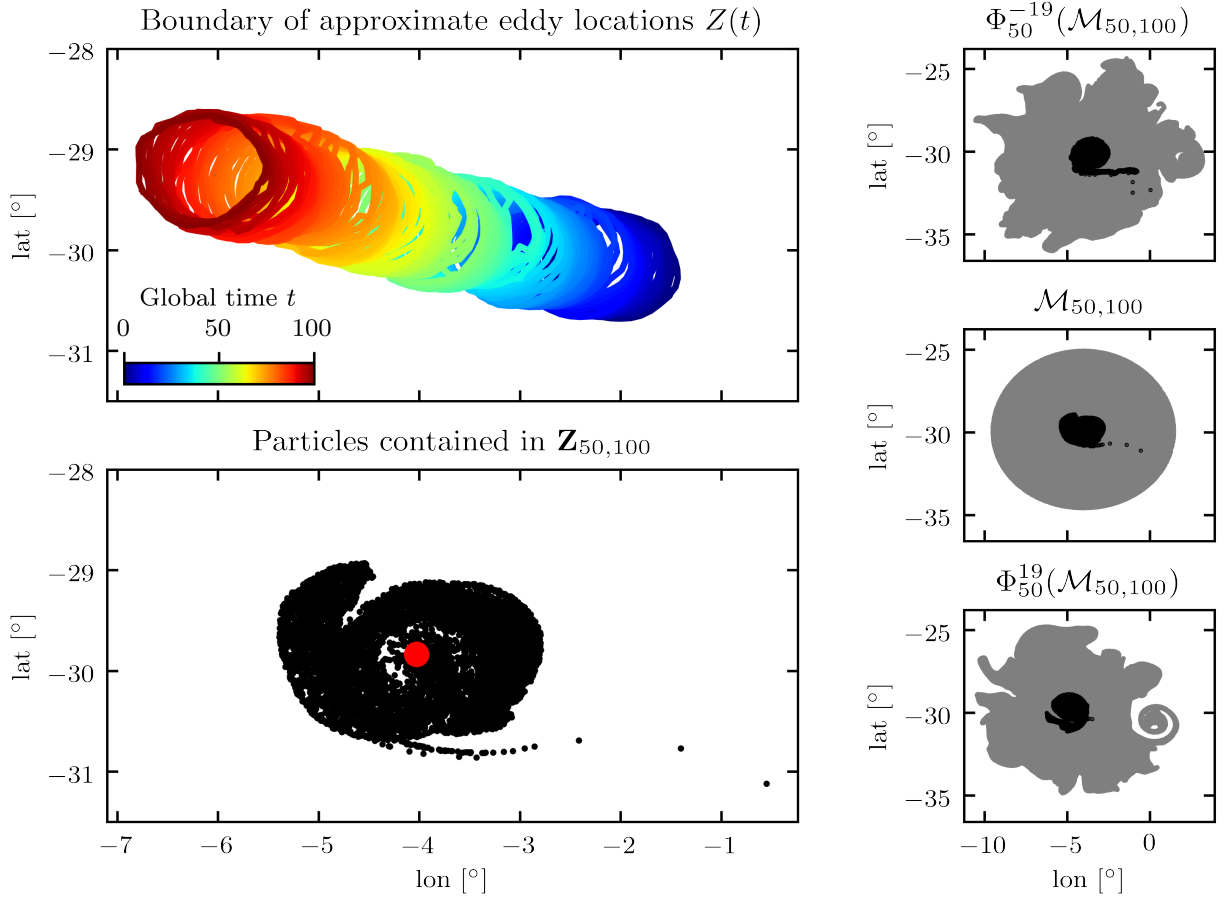 Boundary of approximate eddy locations Z(t)
−28
−29
−30
−31
lat [°]
Global time t
0 50 100
Particles contained in Z₅₀,₁₀₀
−28
−29
−30
−31
lat [°]
−7 −6 −5 −4 −3 −2 −1
lon [°]
Φ₅₀⁻¹⁹(ℳ₅₀,₁₀₀)
−25
−30
−35
lat [°]
ℳ₅₀,₁₀₀
−25
−30
−35
lat [°]
Φ₅₀¹⁹(ℳ₅₀,₁₀₀)
−25
−30
−35
lat [°]
−10 −5 0
lon [°]